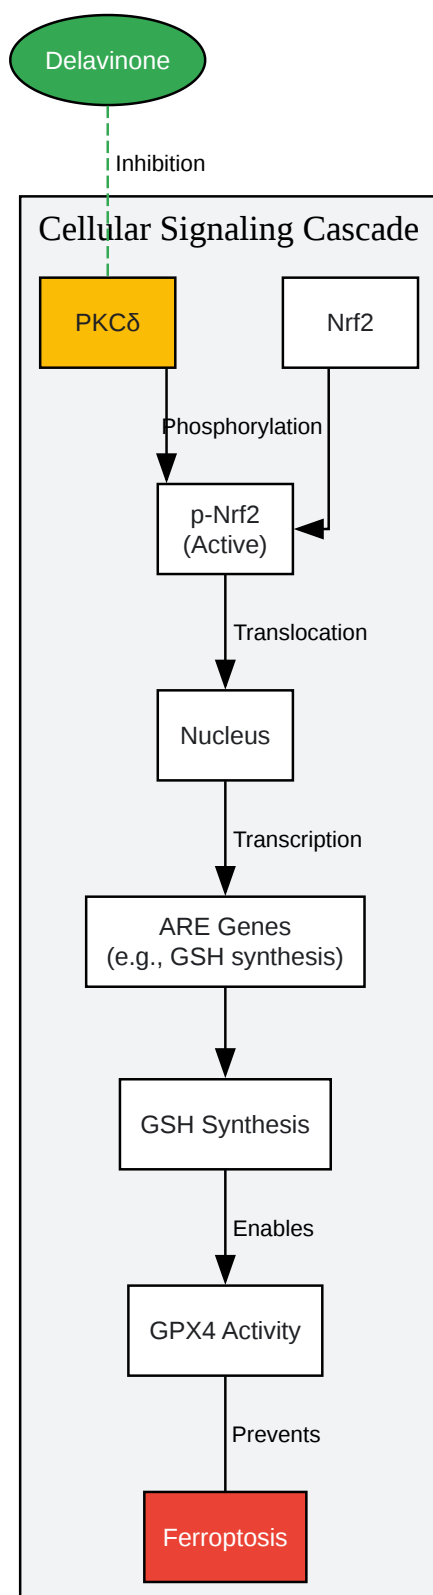 Delavinone
Inhibition
Cellular Signaling Cascade
PKCδ
Nrf2
Phosphorylation
p-Nrf2
(Active)
Translocation
Nucleus
Transcription
ARE Genes
(e.g., GSH synthesis)
GSH Synthesis
Enables
GPX4 Activity
Prevents
Ferroptosis